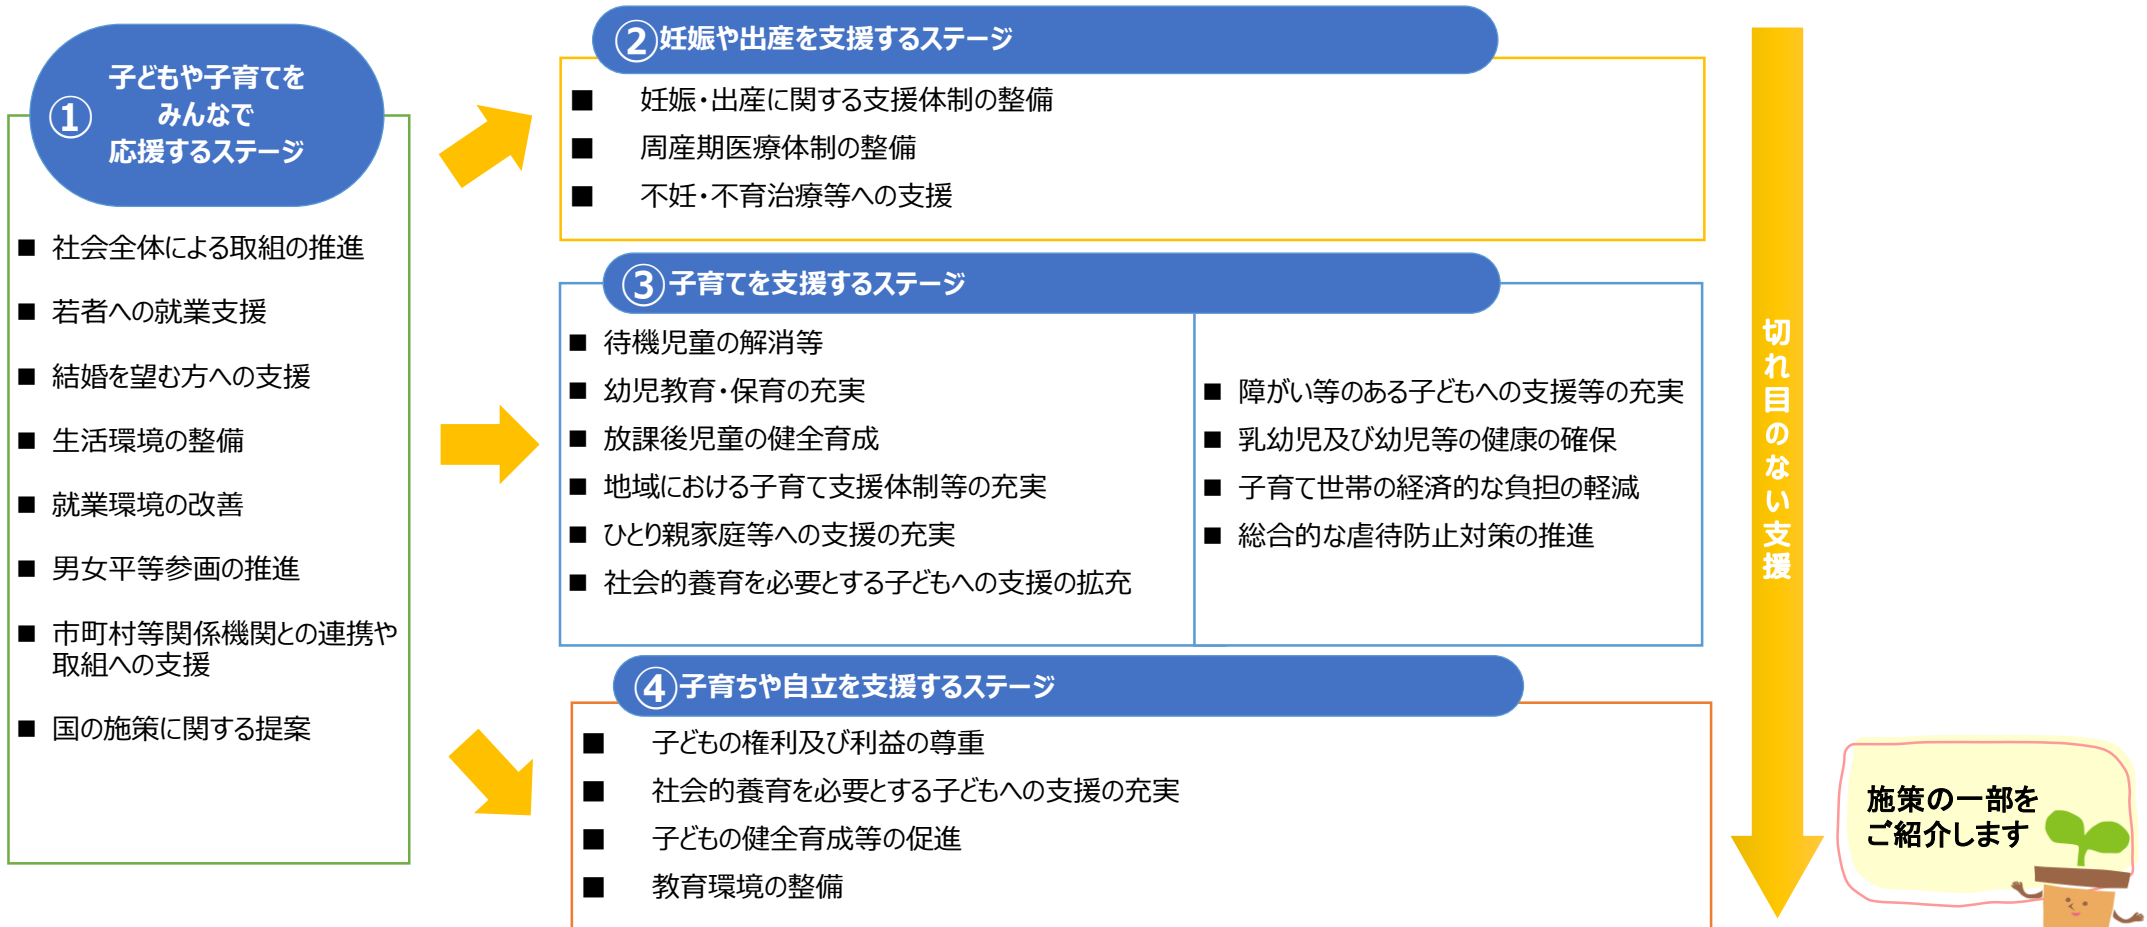 ①
子どもや子育てを
みんなで
応援するステージ
■ 社会全体による取組の推進
■ 若者への就業支援
■ 結婚を望む方への支援
■ 生活環境の整備
■ 就業環境の改善
■ 男女平等参画の推進
■ 市町村等関係機関との連携や
取組への支援
■ 国の施策に関する提案
②妊娠や出産を支援するステージ
■ 妊娠・出産に関する支援体制の整備
■ 周産期医療体制の整備
■ 不妊・不育治療等への支援
③子育てを支援するステージ
■ 待機児童の解消等
■ 幼児教育・保育の充実
■ 放課後児童の健全育成
■ 地域における子育て支援体制等の充実
■ ひとり親家庭等への支援の充実
■ 社会的養育を必要とする子どもへの支援の拡充
■ 障がい等のある子どもへの支援等の充実
■ 乳幼児及び幼児等の健康の確保
■ 子育て世帯の経済的な負担の軽減
■ 総合的な虐待防止対策の推進
④子育ちや自立を支援するステージ
■ 子どもの権利及び利益の尊重
■ 社会的養育を必要とする子どもへの支援の充実
■ 子どもの健全育成等の促進
■ 教育環境の整備
切れ目のない支援
施策の一部を
ご紹介します